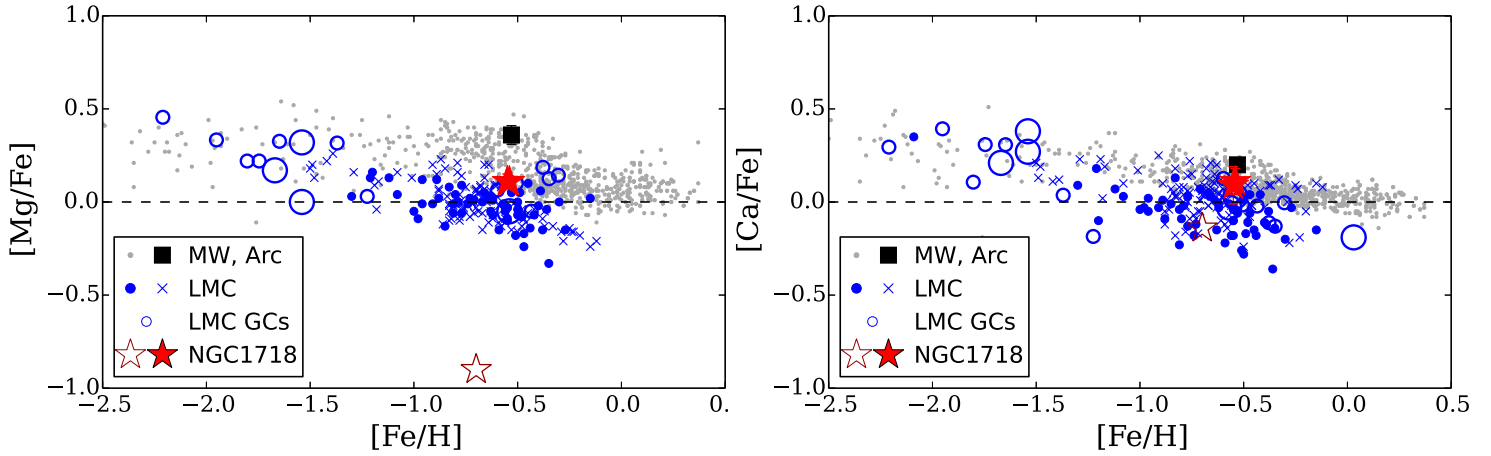 1.0
0.5
0.0
−0.5
−1.0
[Mg/Fe]
MW, Arc
LMC
LMC GCs
NGC1718
−2.5 −2.0 −1.5 −1.0 −0.5 0.0 0.
[Fe/H]
1.0
0.5
0.0
−0.5
−1.0
[Ca/Fe]
MW, Arc
LMC
LMC GCs
NGC1718
−2.5 −2.0 −1.5 −1.0 −0.5 0.0 0.5
[Fe/H]